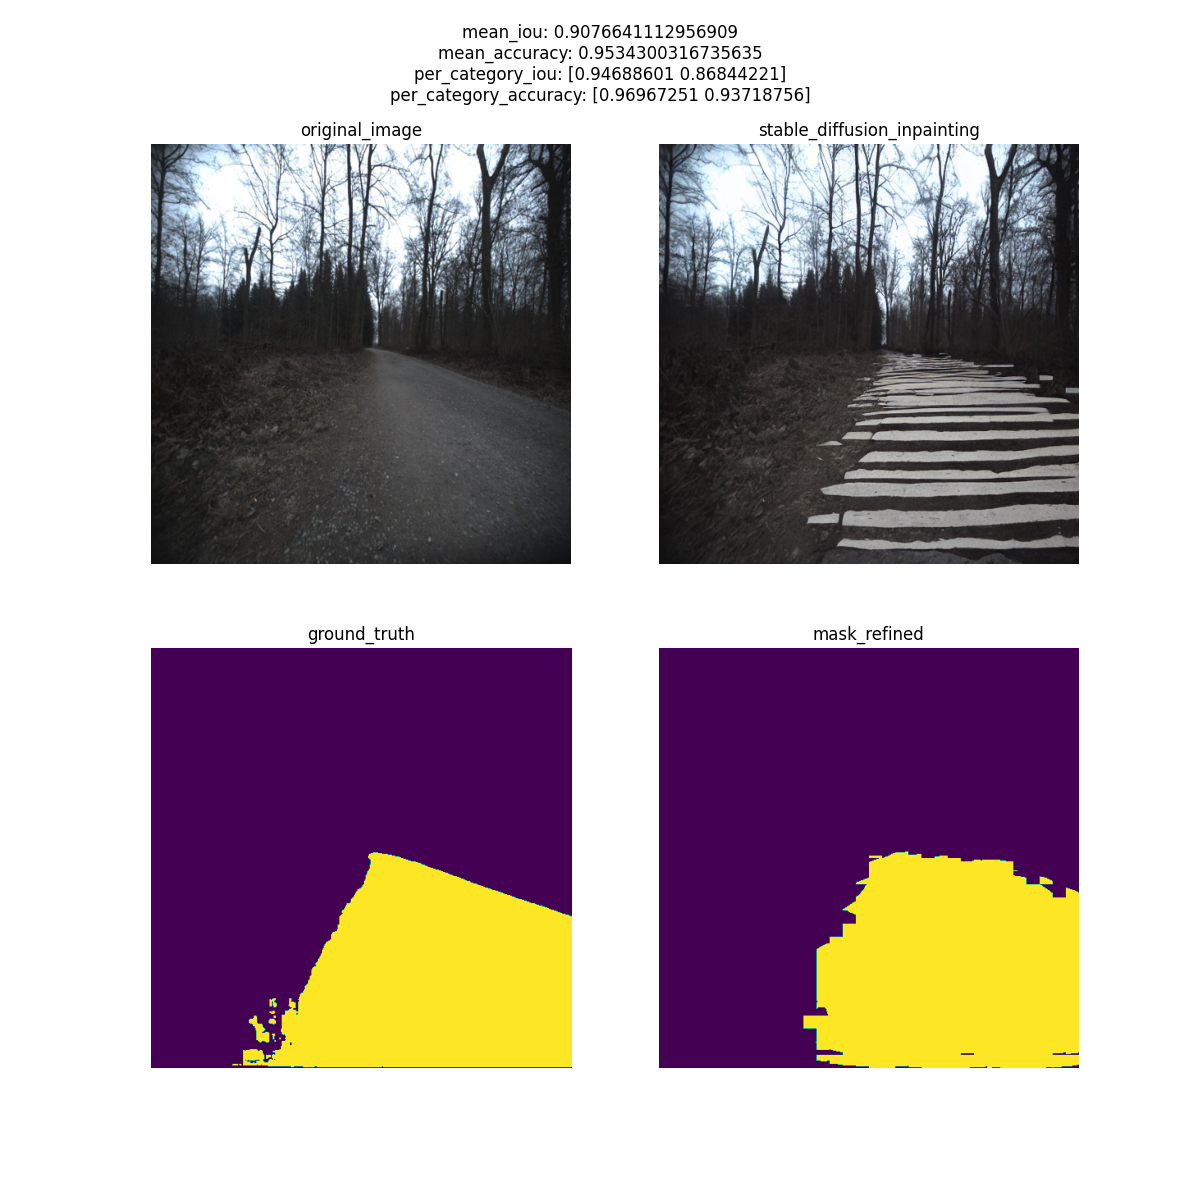 mean_iou: 0.9076641112956909
mean_accuracy: 0.9534300316735635
per_category_iou: [0.94688601 0.86844221]
per_category_accuracy: [0.96967251 0.93718756]
original_image
stable_diffusion_inpainting
ground_truth
mask_refined